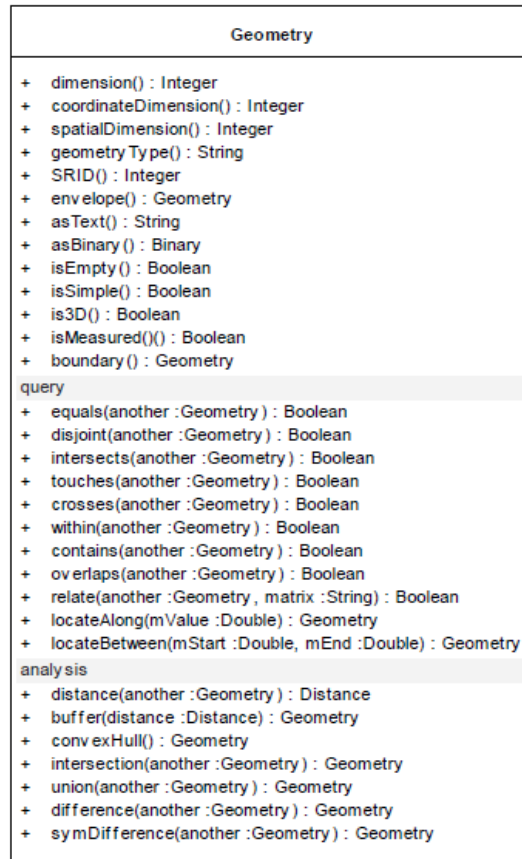 Geometry
+ dimension() : Integer
+ coordinateDimension() : Integer
+ spatialDimension() : Integer
+ geometryType() : String
+ SRID() : Integer
+ envelope() : Geometry
+ asText() : String
+ asBinary() : Binary
+ isEmpty() : Boolean
+ isSimple() : Boolean
+ is3D() : Boolean
+ isMeasured()() : Boolean
+ boundary() : Geometry
query
+ equals(another :Geometry) : Boolean
+ disjoint(another :Geometry) : Boolean
+ intersects(another :Geometry) : Boolean
+ touches(another :Geometry) : Boolean
+ crosses(another :Geometry) : Boolean
+ within(another :Geometry) : Boolean
+ contains(another :Geometry) : Boolean
+ overlaps(another :Geometry) : Boolean
+ relate(another :Geometry, matrix :String) : Boolean
+ locateAlong(mValue :Double) : Geometry
+ locateBetween(mStart :Double, mEnd :Double) : Geometry
analysis
+ distance(another :Geometry) : Distance
+ buffer(distance :Distance) : Geometry
+ convexHull() : Geometry
+ intersection(another :Geometry) : Geometry
+ union(another :Geometry) : Geometry
+ difference(another :Geometry) : Geometry
+ symDifference(another :Geometry) : Geometry